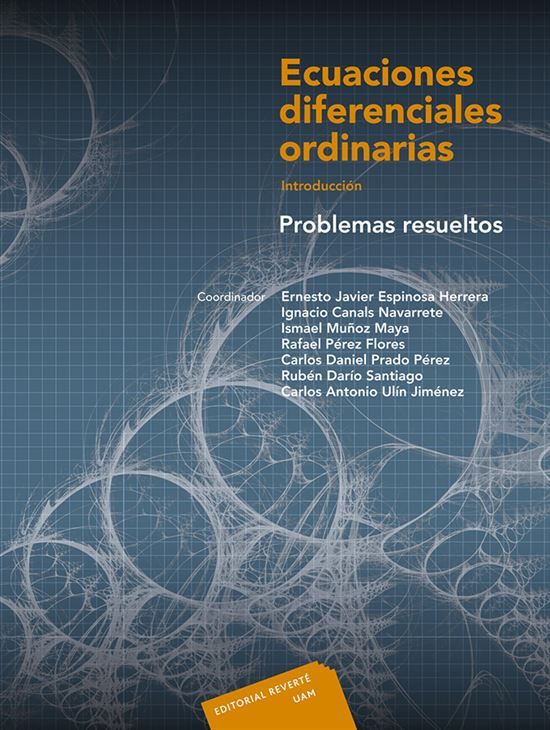 Ecuaciones
diferenciales
ordinarias
Introducción
Problemas resueltos
Coordinador Ernesto Javier Espinosa Herrera
Ignacio Canals Navarrete
Ismael Muñoz Maya
Rafael Pérez Flores
Carlos Daniel Prado Pérez
Rubén Darío Santiago
Carlos Antonio Ulín Jiménez
EDITORIAL REVERTÉ
UAM